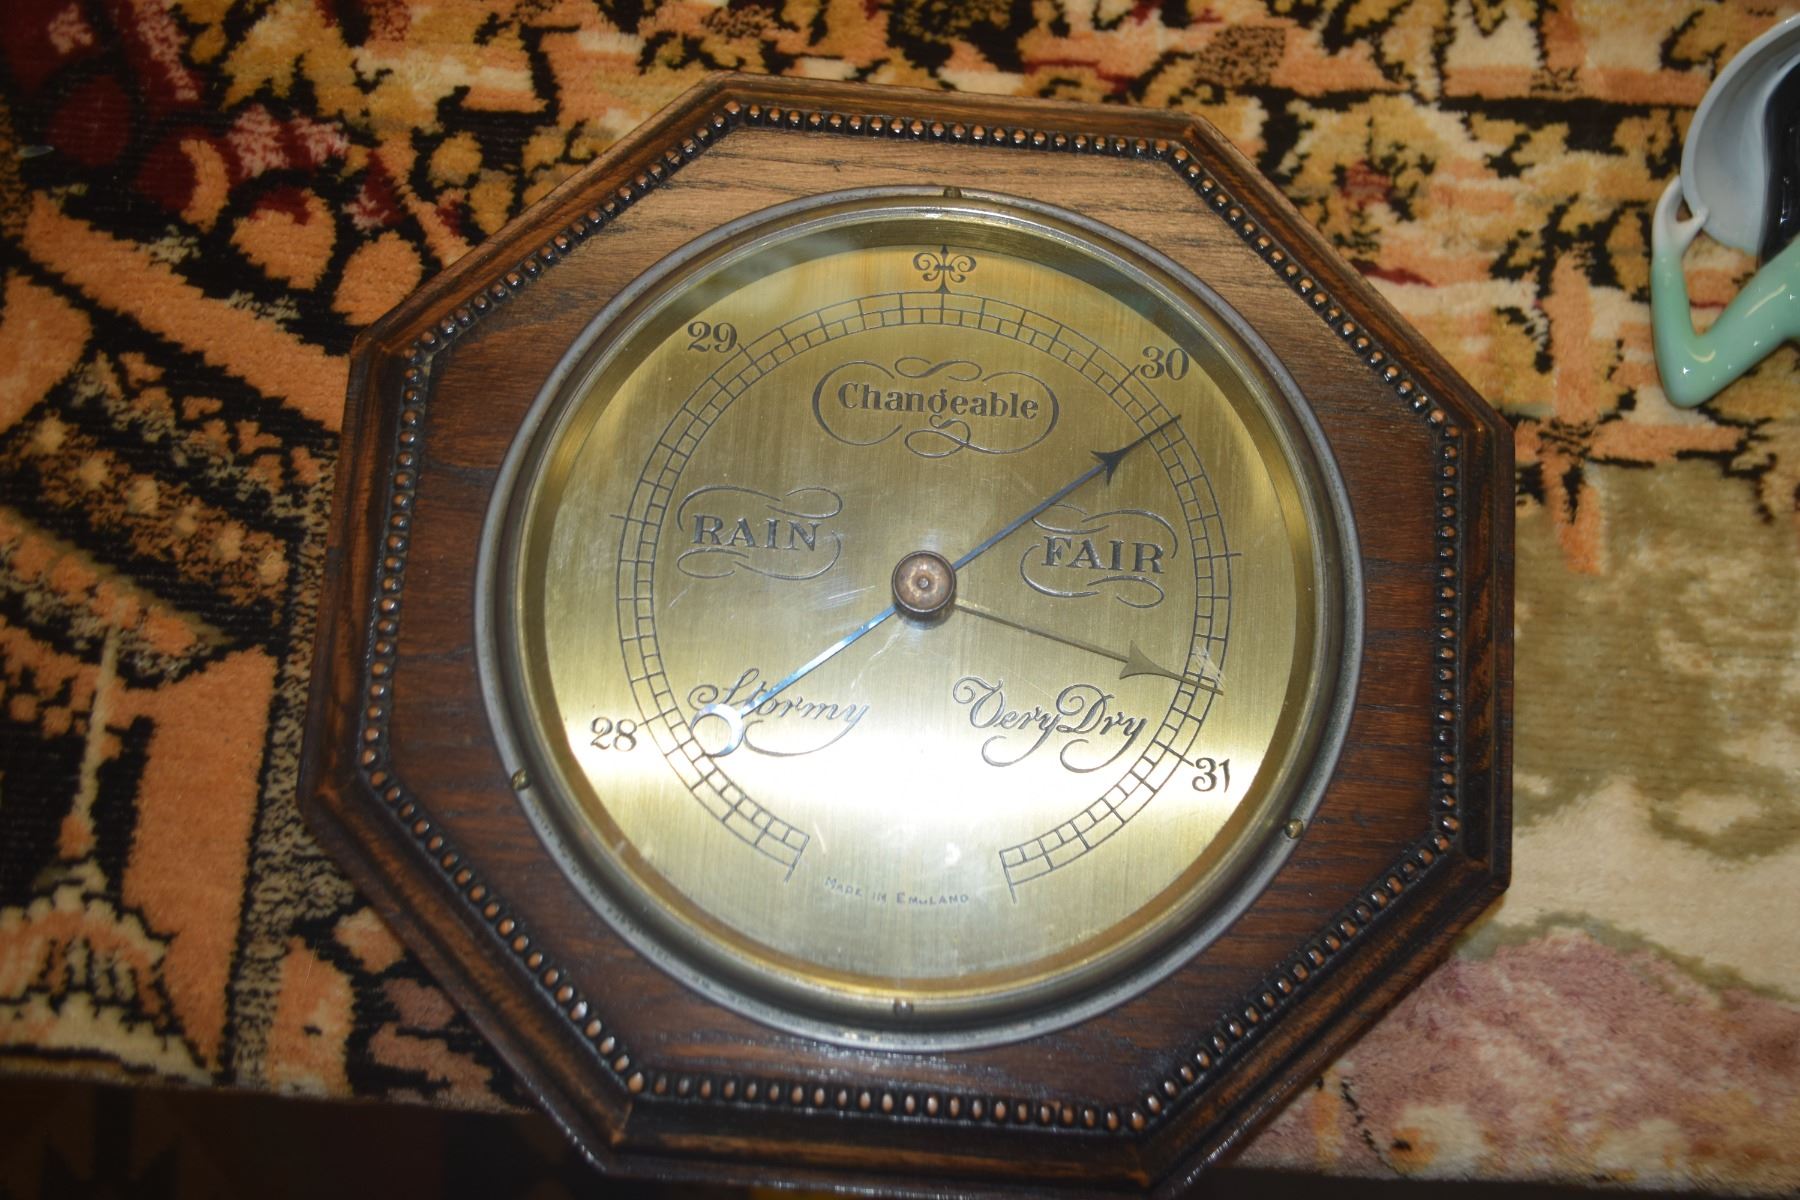 29
30
Changeable
RAIN
FAIR
Stormy
Very Dry
28
31
MADE IN ENGLAND